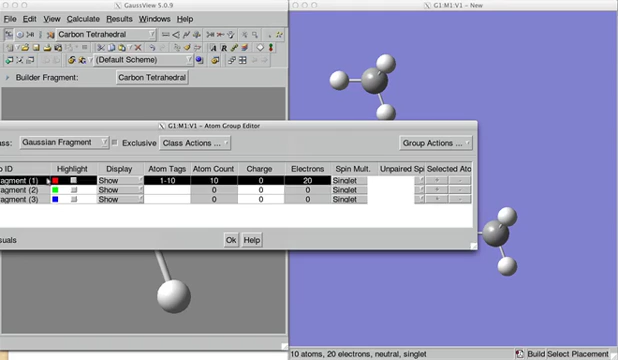 GaussView 5.0.9
G1:M1:V1 - New
File Edit View Calculate Results Windows Help
Carbon Tetrahedral
(Default Scheme)
Builder Fragment: Carbon Tetrahedral
G1:M1:V1 - Atom Group Editor
ass: Gaussian Fragment Exclusive Class Actions ... Group Actions ...
p ID Highlight Display Atom Tags Atom Count Charge Electrons Spin Mult. Unpaired Spi Selected Ato
ragment (1) Show 1-10 10 0 20 Singlet + -
ragment (2) Show 0 0 0 Singlet + -
ragment (3) Show 0 0 0 Singlet + -
suals Ok Help
10 atoms, 20 electrons, neutral, singlet Build Select Placement